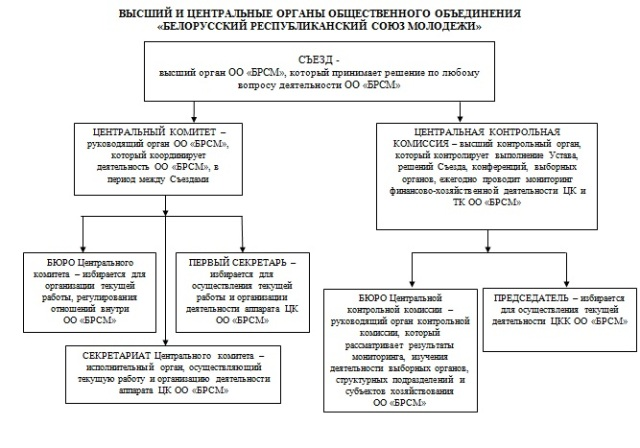 ВЫСШИЙ И ЦЕНТРАЛЬНЫЕ ОРГАНЫ ОБЩЕСТВЕННОГО ОБЪЕДИНЕНИЯ
«БЕЛОРУССКИЙ РЕСПУБЛИКАНСКИЙ СОЮЗ МОЛОДЕЖИ»
СЪЕЗД -
высший орган ОО «БРСМ», который принимает решение по любому
вопросу деятельности ОО «БРСМ»
ЦЕНТРАЛЬНЫЙ КОМИТЕТ –
руководящий орган ОО «БРСМ»,
который координирует
деятельность ОО «БРСМ», в
период между Съездами
ЦЕНТРАЛЬНАЯ КОНТРОЛЬНАЯ
КОМИССИЯ – высший контрольный орган,
который контролирует выполнение Устава,
решений Съезда, конференций, выборных
органов, ежегодно проводит мониторинг
финансово-хозяйственной деятельности ЦК и
ТК ОО «БРСМ»
БЮРО Центрального
комитета – избирается для
организации текущей
работы, регулирования
отношений внутри
ОО «БРСМ»
ПЕРВЫЙ СЕКРЕТАРЬ –
избирается для
осуществления текущей
работы и организации
деятельности аппарата ЦК
ОО «БРСМ»
СЕКРЕТАРИАТ Центрального комитета –
исполнительный орган, осуществляющий
текущую работу и организацию деятельности
аппарата ЦК ОО «БРСМ»
БЮРО Центральной
контрольной комиссии –
руководящий орган контрольной
комиссии, который
рассматривает результаты
мониторинга, изучения
деятельности выборных органов,
структурных подразделений и
субъектов хозяйствования
ОО «БРСМ»
ПРЕДСЕДАТЕЛЬ – избирается
для осуществления текущей
деятельности ЦКК ОО «БРСМ»